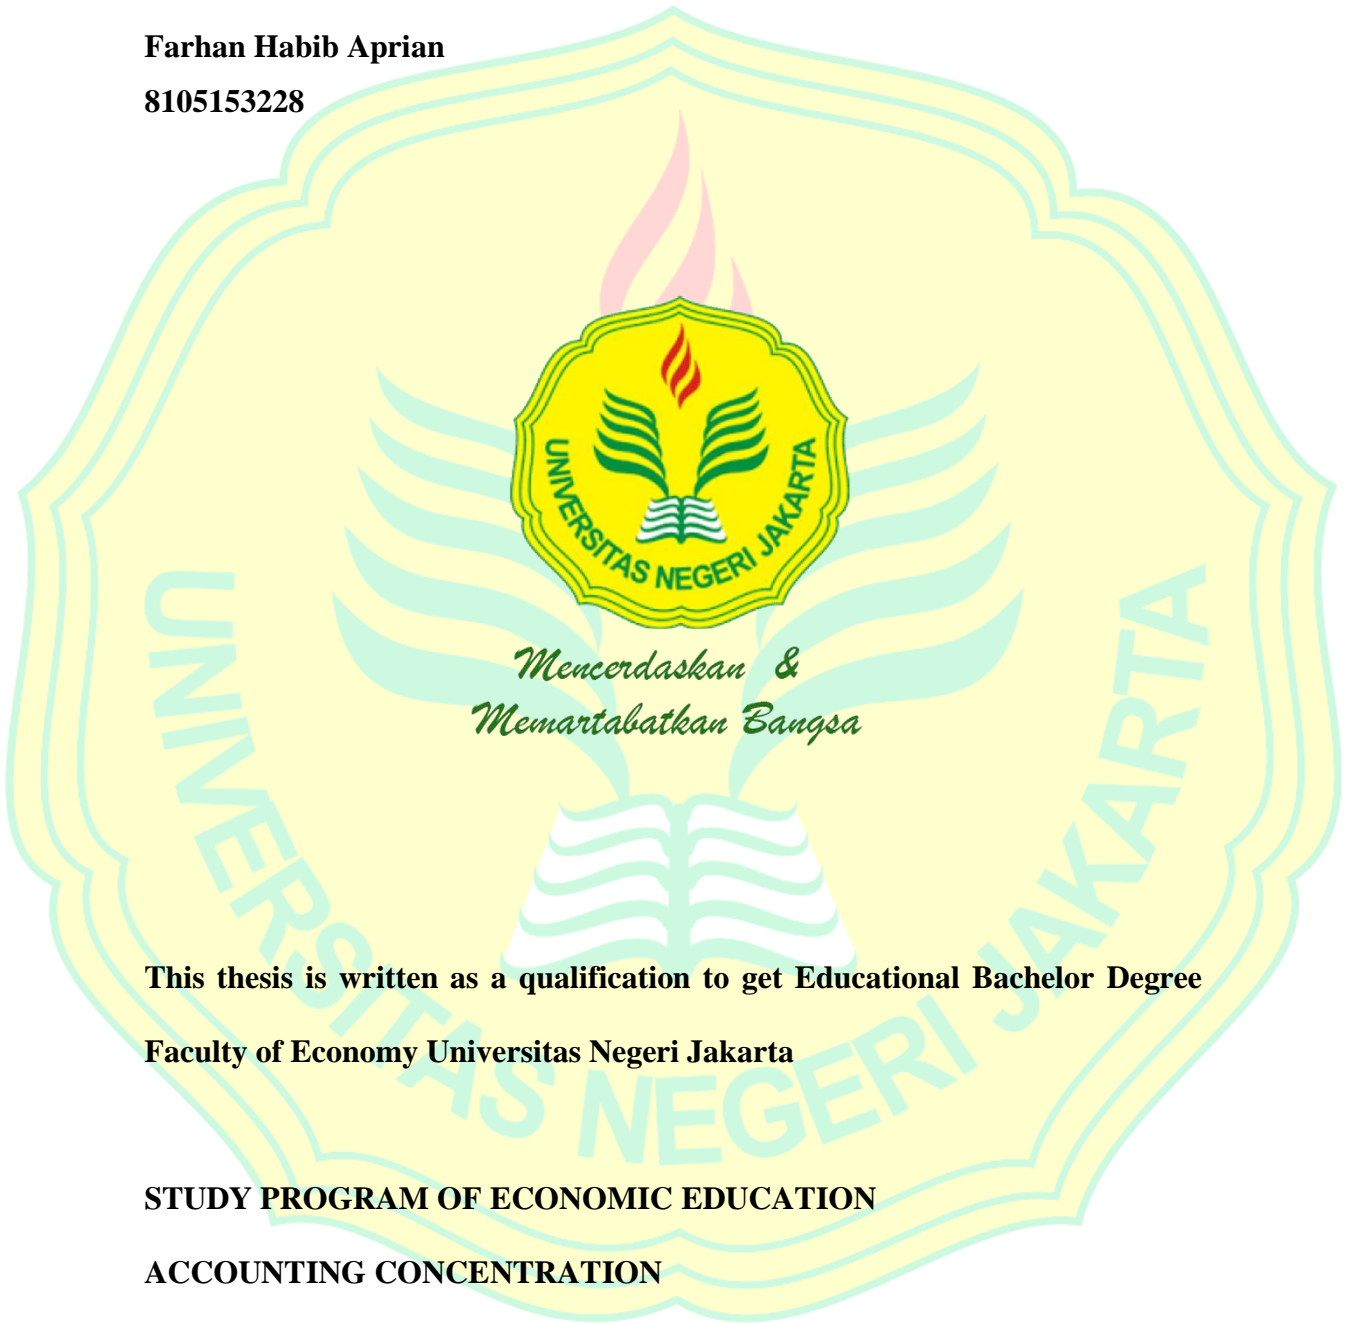 Farhan Habib Aprian
8105153228
UNIVERSITAS NEGERI JAKARTA
Mencerdaskan &
Memartabatkan Bangsa
This thesis is written as a qualification to get Educational Bachelor Degree
Faculty of Economy Universitas Negeri Jakarta
UNIVERSITAS NEGERI JAKARTA
STUDY PROGRAM OF ECONOMIC EDUCATION
ACCOUNTING CONCENTRATION